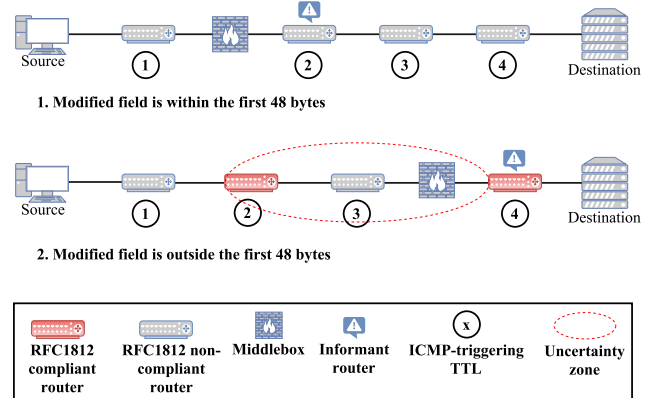 Source
1
2
3
4
Destination
1. Modified field is within the first 48 bytes
Source
1
2
3
4
Destination
2. Modified field is outside the first 48 bytes
RFC1812
compliant
router
RFC1812 non-
compliant
router
Middlebox
Informant
router
x
ICMP-triggering
TTL
Uncertainty
zone